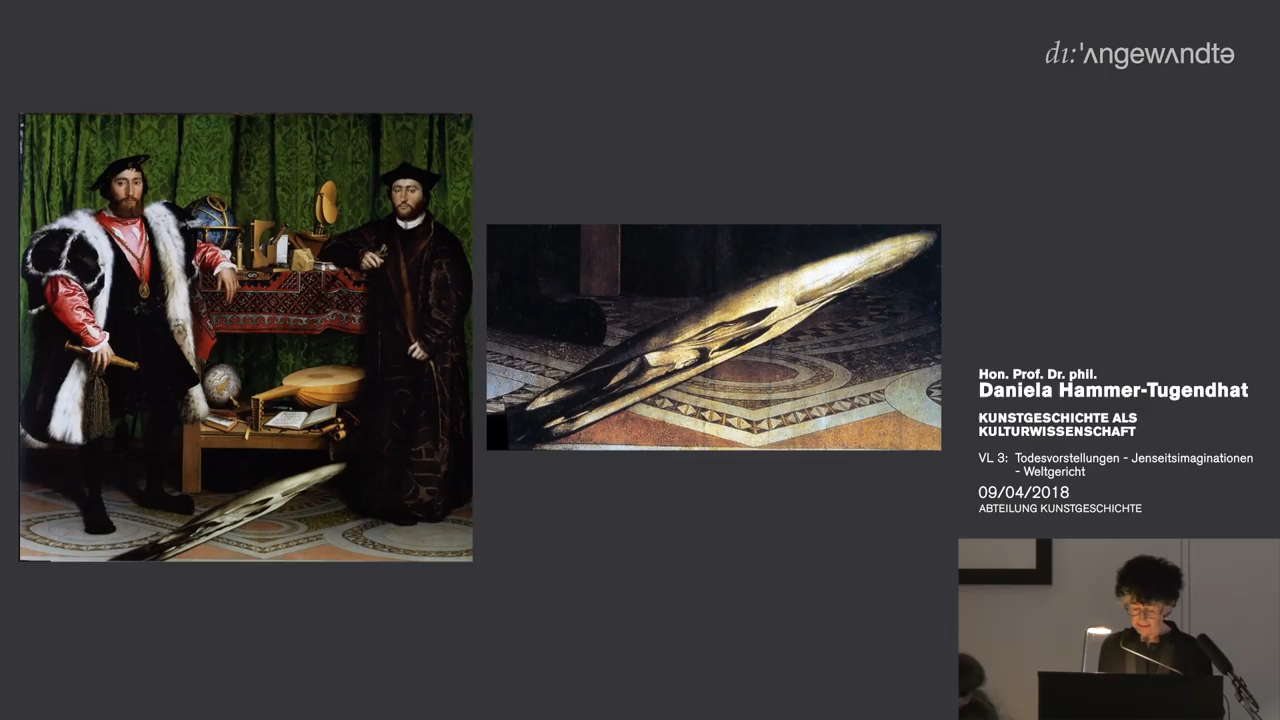 dı:ˈʌngewʌndtə
Hon. Prof. Dr. phil.
Daniela Hammer-Tugendhat
KUNSTGESCHICHTE ALS
KULTURWISSENSCHAFT
VL 3: Todesvorstellungen - Jenseitsimaginationen
- Weltgericht
09/04/2018
ABTEILUNG KUNSTGESCHICHTE